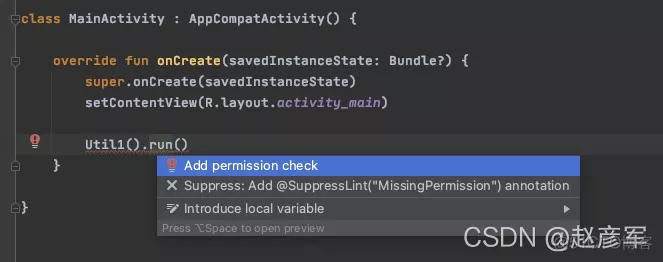 class MainActivity : AppCompatActivity() {
override fun onCreate(savedInstanceState: Bundle?) {
super.onCreate(savedInstanceState)
setContentView(R.layout.activity_main)
Util1().run()
}
Add permission check
Suppress: Add @SuppressLint("MissingPermission") annotation
Introduce local variable
}
Press ⌥Space to open preview
CSDN @赵彦军